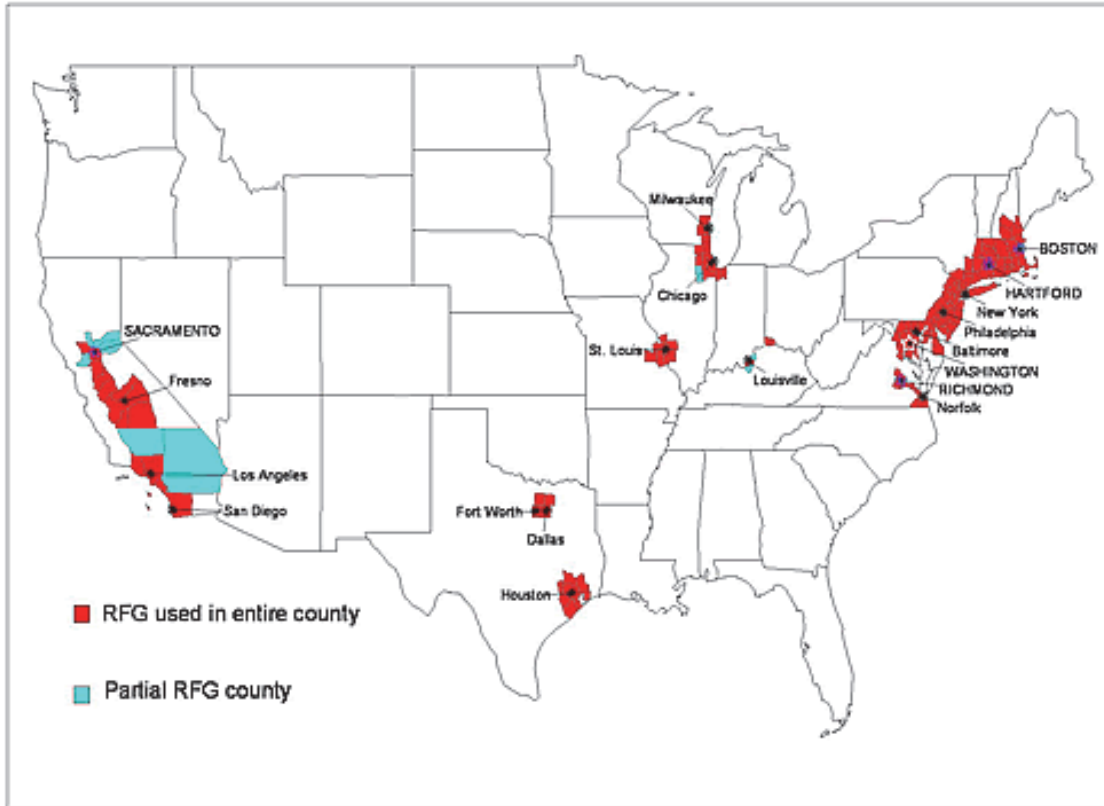 Milwaukee
BOSTON
Chicago
HARTFORD
New York
SACRAMENTO
Philadelphia
St. Louis
Baltimore
Fresno
Louisville
WASHINGTON
RICHMOND
Norfolk
Los Angeles
San Diego
Fort Worth
Dallas
Houston
RFG used in entire county
Partial RFG county